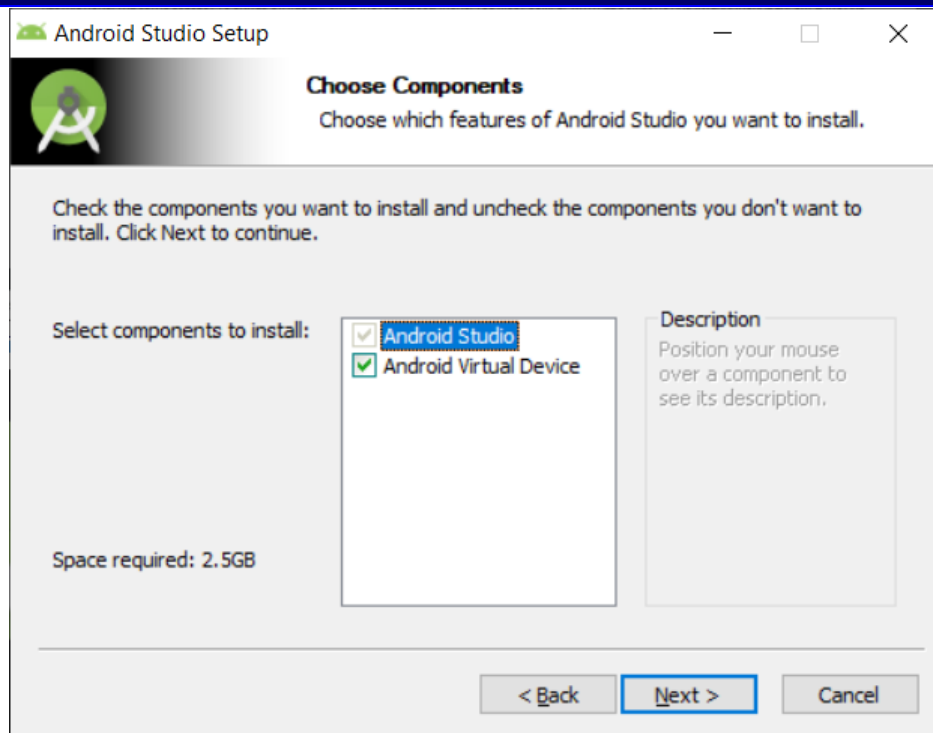 Android Studio Setup
Choose Components
Choose which features of Android Studio you want to install.
Check the components you want to install and uncheck the components you don't want to
install. Click Next to continue.
Select components to install:
Android Studio
Android Virtual Device
Description
Position your mouse
over a component to
see its description.
Space required: 2.5GB
< Back
Next >
Cancel